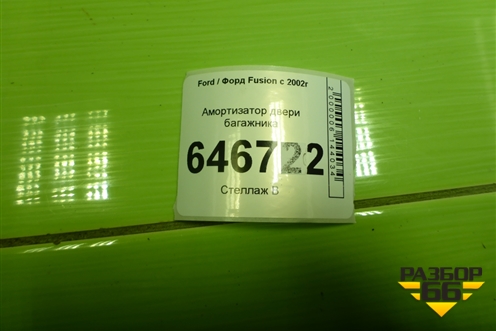 Ford / Форд Fusion с 2002г
Амортизатор двери
багажника
646722
Стеллаж В
2000006144034
РАЗБОР
66